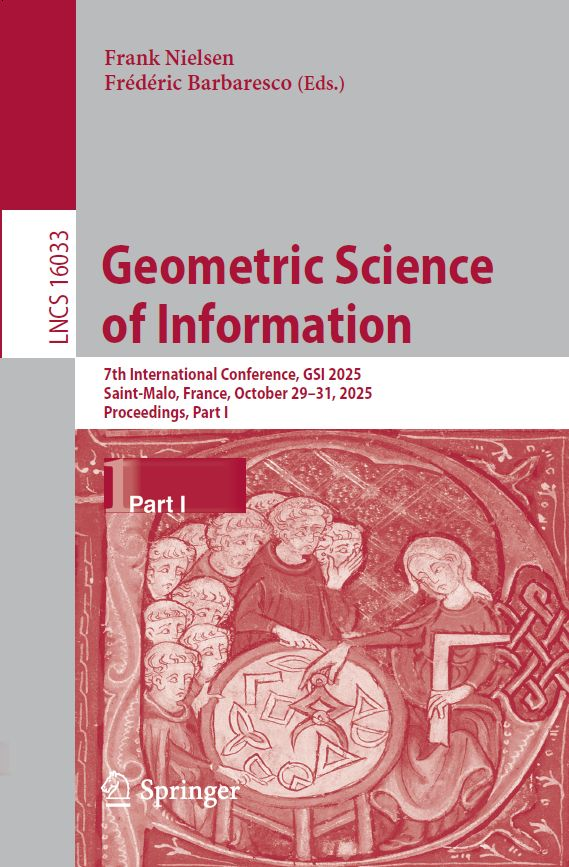 Frank Nielsen
Frédéric Barbaresco (Eds.)
LNCS 16033
Geometric Science
of Information
7th International Conference, GSI 2025
Saint-Malo, France, October 29–31, 2025
Proceedings, Part I
1
Part I
Springer